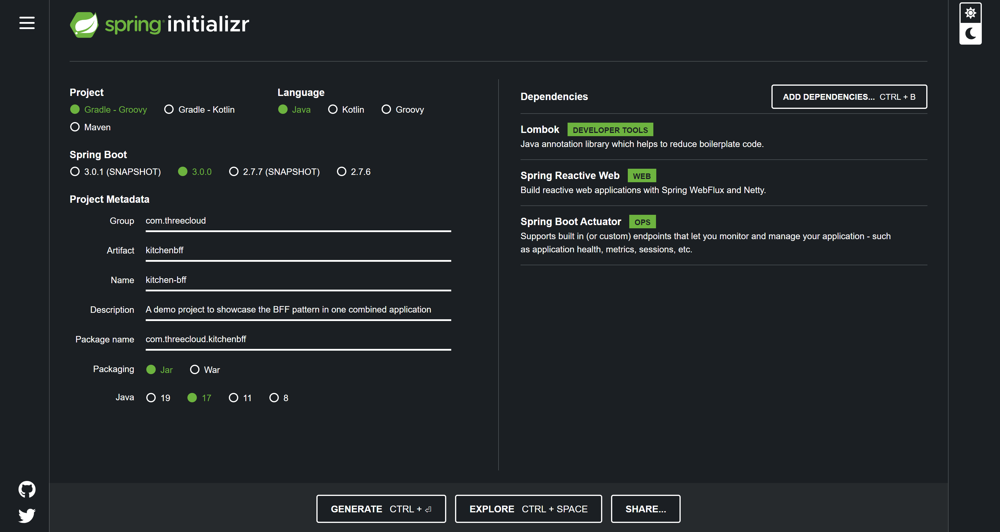 spring initializr
Project
Gradle - Groovy Gradle - Kotlin
Maven
Language
Java Kotlin Groovy
Spring Boot
3.0.1 (SNAPSHOT) 3.0.0 2.7.7 (SNAPSHOT) 2.7.6
Project Metadata
Group com.threecloud
Artifact kitchenbff
Name kitchen-bff
Description A demo project to showcase the BFF pattern in one combined application
Package name com.threecloud.kitchenbff
Packaging Jar War
Java 19 17 11 8
Dependencies ADD DEPENDENCIES... CTRL + B
Lombok DEVELOPER TOOLS
Java annotation library which helps to reduce boilerplate code.
Spring Reactive Web WEB
Build reactive web applications with Spring WebFlux and Netty.
Spring Boot Actuator OPS
Supports built in (or custom) endpoints that let you monitor and manage your application - such
as application health, metrics, sessions, etc.
GENERATE CTRL + ⏎ EXPLORE CTRL + SPACE SHARE...